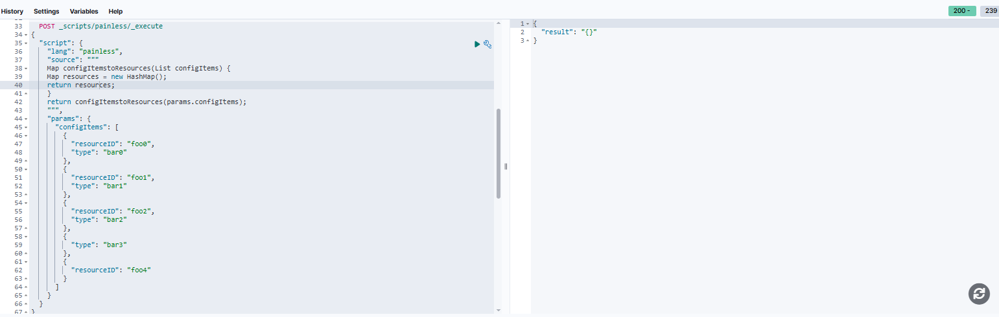 History Settings Variables Help
200 - 239
33 POST _scripts/painless/_execute
34 {
35 "script": {
36 "lang": "painless",
37 "source": """
38 Map configItemstoResources(List configItems) {
39 Map resources = new HashMap();
40 return resources;
41 }
42 return configItemstoResources(params.configItems);
43 """,
44 "params": {
45 "configItems": [
46 {
47 "resourceID": "foo0",
48 "type": "bar0"
49 },
50 {
51 "resourceID": "foo1",
52 "type": "bar1"
53 },
54 {
55 "resourceID": "foo2",
56 "type": "bar2"
57 },
58 {
59 "type": "bar3"
60 },
61 {
62 "resourceID": "foo4"
63 }
64 ]
65 }
66 }
67 }
1 {
2 "result": "{}"
3 }